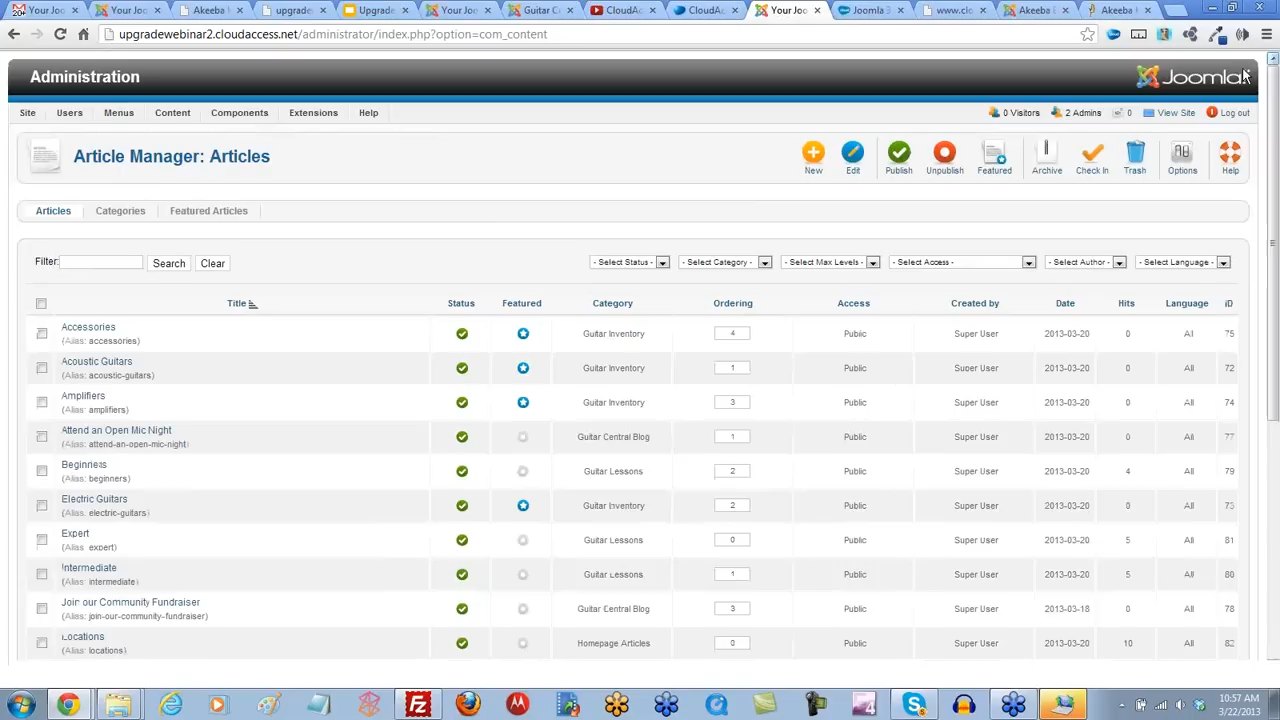 Your Joo
Your Joo
Akeeba
upgrade
Upgrade
Your Joo
Guitar C
CloudAc
CloudAc
Your Jo
Joomla 3
www.clo
Akeeba
Akeeba
upgradewebinar2.cloudaccess.net/administrator/index.php?option=com_content
Administration
Joomla!
Site Users Menus Content Components Extensions Help
0 Visitors 2 Admins 0 View Site Log out
Article Manager: Articles
New Edit Publish Unpublish Featured Archive Check In Trash Options Help
Articles Categories Featured Articles
Filter: Search Clear - Select Status - - Select Category - - Select Max Levels - - Select Access - - Select Author - - Select Language -
Title Status Featured Category Ordering Access Created by Date Hits Language ID
Accessories
(Alias: accessories)
Guitar Inventory 4 Public Super User 2013-03-20 0 All 75
Acoustic Guitars
(Alias: acoustic-guitars)
Guitar Inventory 1 Public Super User 2013-03-20 0 All 72
Amplifiers
(Alias: amplifiers)
Guitar Inventory 3 Public Super User 2013-03-20 0 All 74
Attend an Open Mic Night
(Alias: attend-an-open-mic-night)
Guitar Central Blog 1 Public Super User 2013-03-20 0 All 77
Beginners
(Alias: beginners)
Guitar Lessons 2 Public Super User 2013-03-20 4 All 79
Electric Guitars
(Alias: electric-guitars)
Guitar Inventory 2 Public Super User 2013-03-20 0 All 73
Expert
(Alias: expert)
Guitar Lessons 0 Public Super User 2013-03-20 5 All 81
Intermediate
(Alias: intermediate)
Guitar Lessons 1 Public Super User 2013-03-20 5 All 80
Join our Community Fundraiser
(Alias: join-our-community-fundraiser)
Guitar Central Blog 3 Public Super User 2013-03-18 0 All 78
Locations
(Alias: locations)
Homepage Articles 0 Public Super User 2013-03-20 10 All 82
10:57 AM
3/22/2013